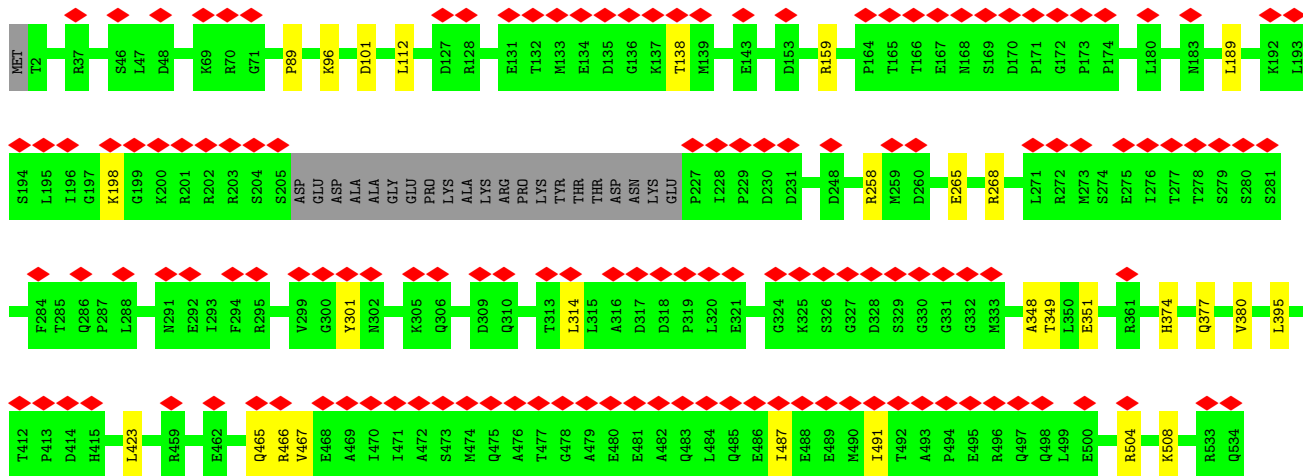 MET T2 R37 S46 L47 D48 K69 R70 G71 P89 K96 D101 L112 D127 R128 E131 T132 M133 E134 D135 G136 K137 T138 M139 E143 D153 R159 P164 T165 T166 E167 N168 S169 D170 P171 G172 P173 P174 L180 N183 L189 K192 L193
S194 L195 I196 G197 K198 G199 K200 R201 R202 R203 S204 S205 ASP GLU ASP ALA ALA GLY GLU PRO LYS ALA LYS ARG PRO LYS TYR THR THR ASP ASN LYS GLU P227 I228 P229 D230 D231 D248 R258 M259 D260 E265 R268 L271 R272 M273 S274 E275 I276 T277 T278 S279 S280 S281
F284 T285 Q286 P287 L288 N291 E292 I293 F294 R295 V299 G300 Y301 N302 K305 Q306 D309 Q310 T313 L314 L315 A316 D317 D318 P319 L320 E321 G324 K325 S326 G327 D328 S329 G330 G331 G332 M333 A348 T349 L350 E351 R361 H374 Q377 V380 L395
T412 P413 D414 H415 L423 R459 E462 Q465 R466 V467 E468 A469 I470 I471 A472 S473 M474 Q475 A476 T477 G478 A479 E480 E481 A482 Q483 L484 Q485 E486 I487 E488 E489 M490 I491 T492 A493 P494 E495 R496 Q497 Q498 L499 E500 R504 K508 R533 Q534